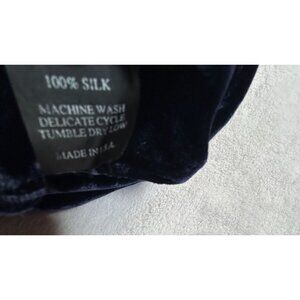 100% SILK
MACHINE WASH
DELICATE CYCLE
TUMBLE DRY LOW
MADE IN U.S.A.